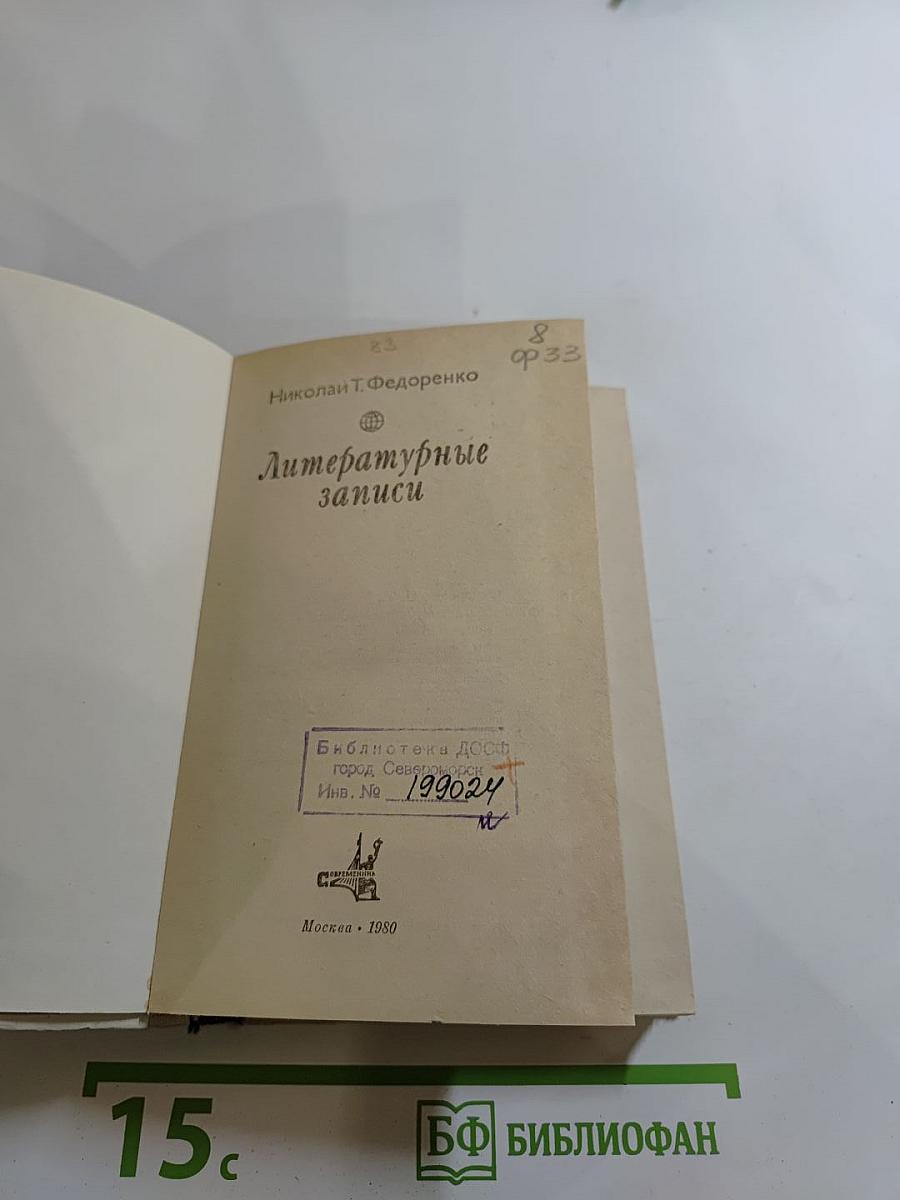 83
8
ф33
Николай Т. Федоренко
Литературные
записи
Библиотека ДОСФ
город Североморск
Инв. № 199024
СОВРЕМЕННИК
Москва • 1980
15 с
БФ БИБЛИОФАН